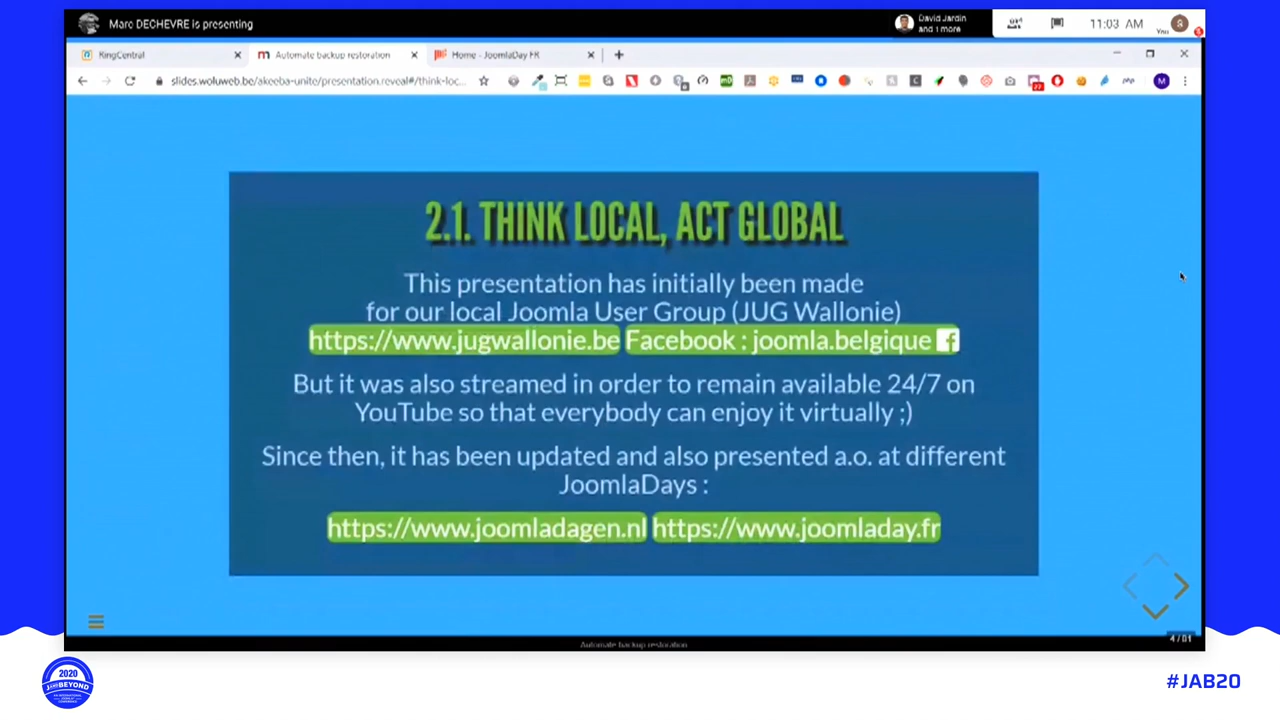 Marc DECHEVRE is presenting
David Jardin
and 1 more
11:03 AM
You
S
RingCentral
Automate backup restoration
Home - JoomlaDay FR
slides.woluweb.be/akeeba-unite/presentation.reveal#/think-loc...
M
2.1. THINK LOCAL, ACT GLOBAL
This presentation has initially been made
for our local Joomla User Group (JUG Wallonie)
https://www.jugwallonie.be Facebook : joomla.belgique
But it was also streamed in order to remain available 24/7 on
YouTube so that everybody can enjoy it virtually ;)
Since then, it has been updated and also presented a.o. at different
JoomlaDays :
https://www.joomladagen.nl https://www.joomladay.fr
Automate backup restoration
2020
JANDBEYOND
#JAB20